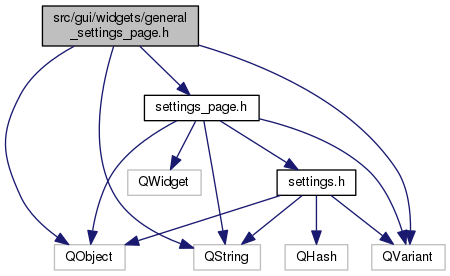 src/gui/widgets/general
_settings_page.h
settings_page.h
QWidget
settings.h
QObject
QString
QHash
QVariant